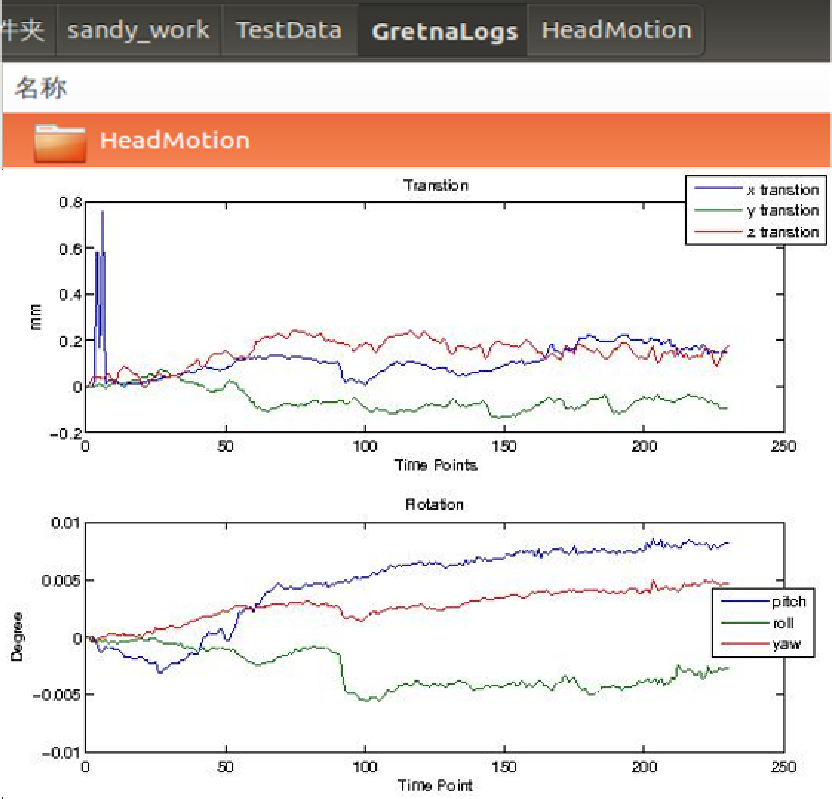 件夹 sandy_work TestData GretnaLogs HeadMotion
名称
HeadMotion
Transtion
x transtion
y transtion
z transtion
0.8
0.6
0.4
0.2
0
-0.2
mm
0 50 100 150 200 250
Time Points
Rotation
0.01
0.005
0
-0.005
-0.01
Degree
pitch
roll
yaw
0 50 100 150 200 250
Time Point